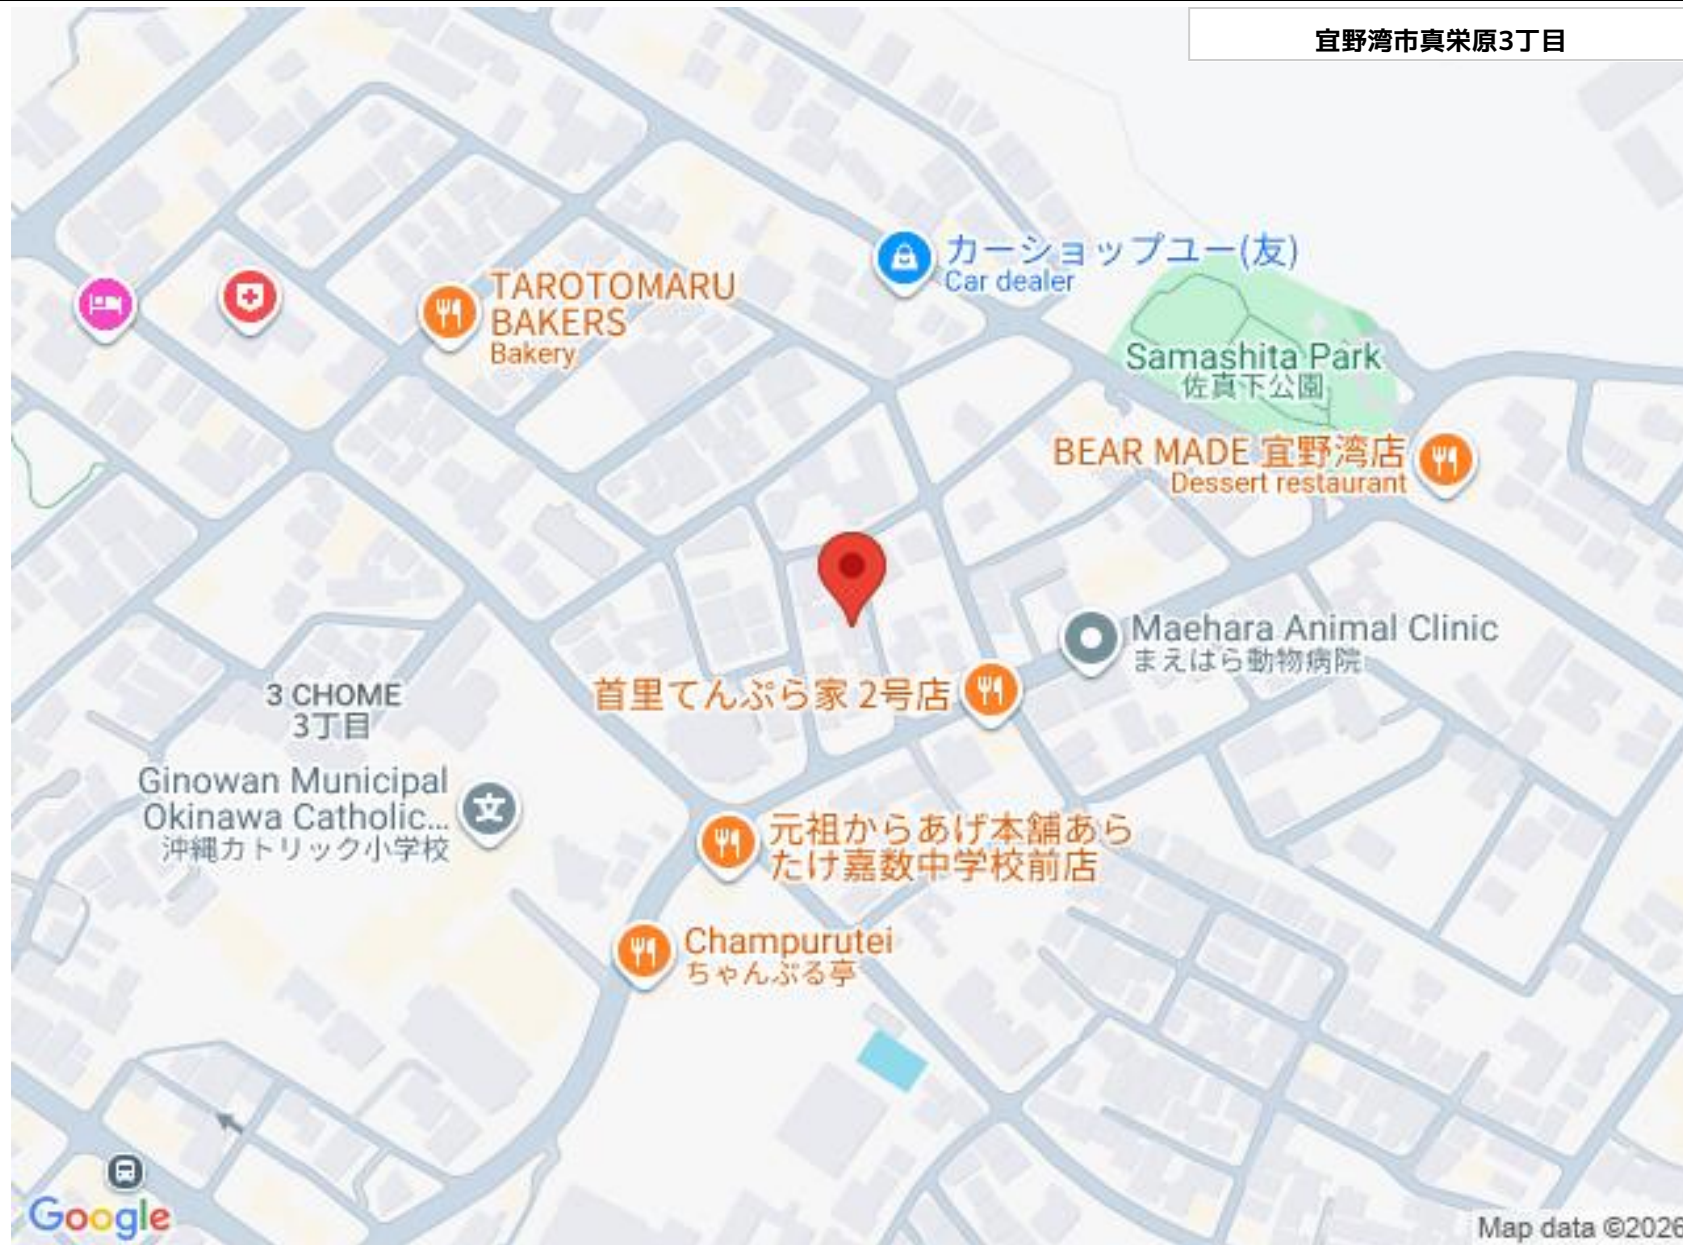 宜野湾市真栄原3丁目
カーショップユー(友)
Car dealer
TAROTOMARU
BAKERS
Bakery
Samashita Park
佐真下公園
BEAR MADE 宜野湾店
Dessert restaurant
Maehara Animal Clinic
まえはら動物病院
首里てんぷら家 2号店
3 CHOME
3丁目
Ginowan Municipal
Okinawa Catholic...
沖縄カトリック小学校
文
元祖からあげ本舗あら
たけ嘉数中学校前店
Champurutei
ちゃんぷる亭
Google
Map data ©2026